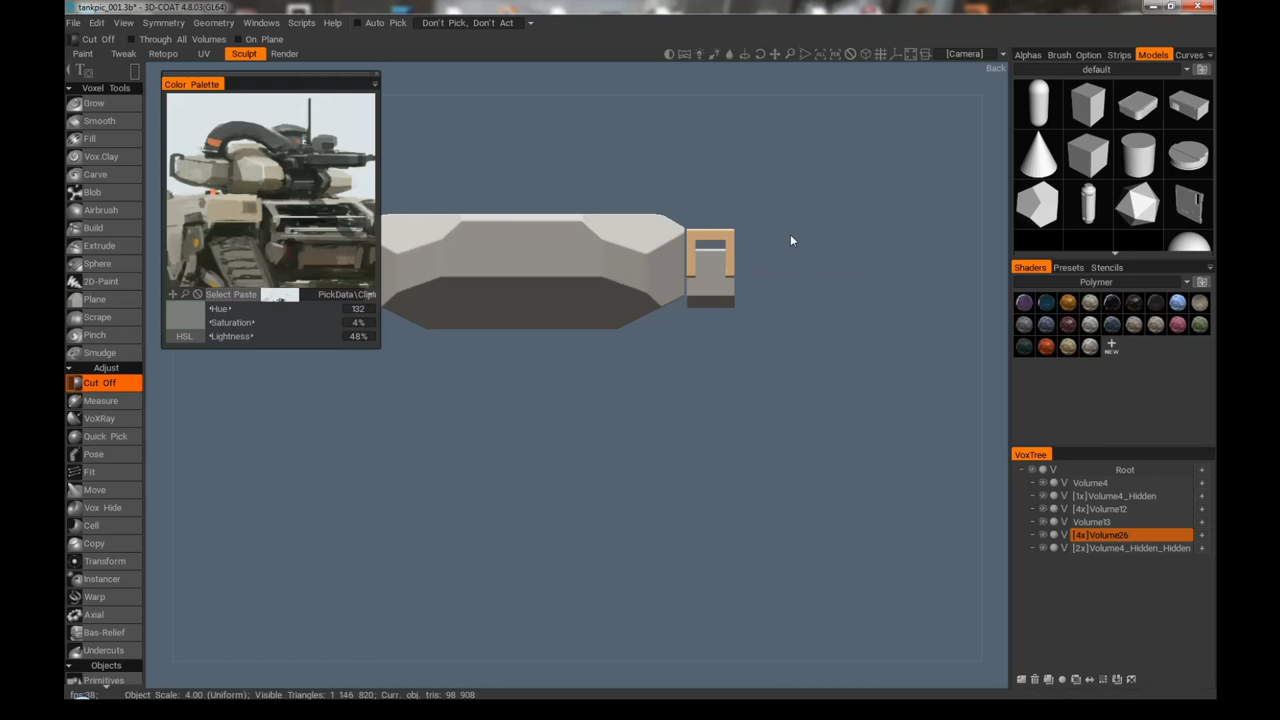 tankpic_001.3b* - 3D-COAT 4.8.03(GL64)
File Edit View Symmetry Geometry Windows Scripts Help Auto Pick Don't Pick, Don't Act
Cut Off Through All Volumes On Plane
Paint Tweak Retopo UV Sculpt Render [Camera]
Alphas Brush Option Strips Models Curves
default
Back
Color Palette
Select Paste PickData\Clip
Hue 132
Saturation 4%
HSL Lightness 48%
Voxel Tools
Grow
Smooth
Fill
Vox.Clay
Carve
Blob
Airbrush
Build
Extrude
Sphere
2D-Paint
Plane
Scrape
Pinch
Smudge
Adjust
Cut Off
Measure
VoXRay
Quick Pick
Pose
Fit
Move
Vox Hide
Cell
Copy
Transform
Instancer
Warp
Axial
Bas-Relief
Undercuts
Objects
Primitives
Shaders Presets Stencils
Polymer
NEW
VoxTree
V Root +
V Volume4 +
V [1x]Volume4_Hidden +
V [4x]Volume12 +
V Volume13 +
V [4x]Volume26 +
V [2x]Volume4_Hidden_Hidden +
fps:38; Object Scale: 4.00 (Uniform); Visible Triangles: 1 146 820; Curr. obj. tris: 98 908